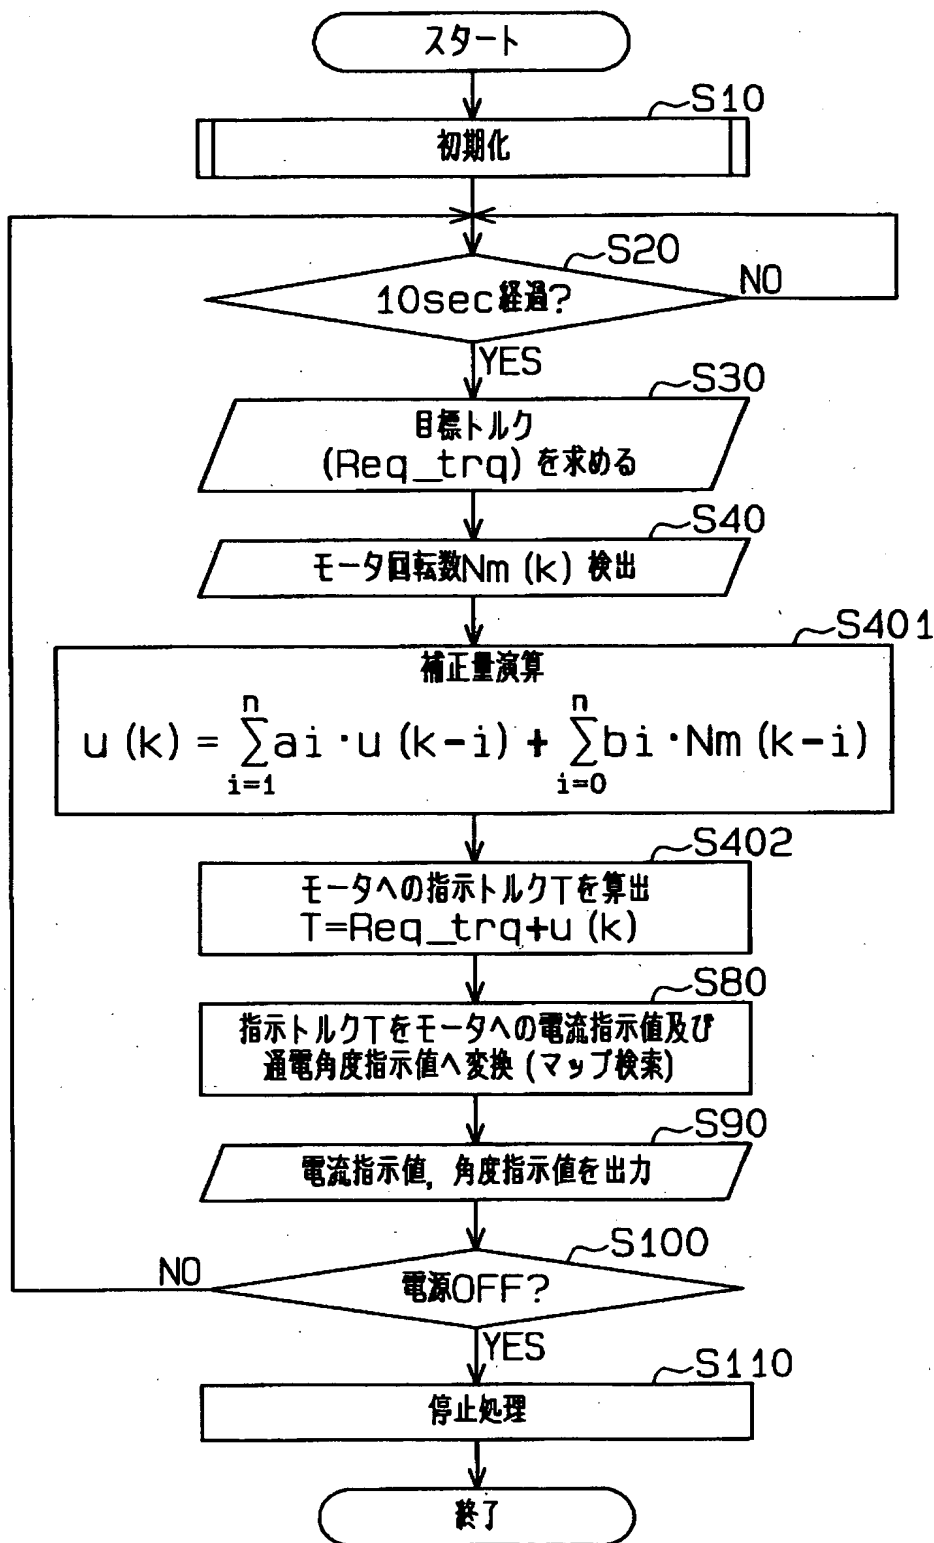 スタート
S10
初期化
S20
10sec経過?
NO
YES
S30
目標トルク
(Req_trq)を求める
S40
モータ回転数Nm(k)検出
S401
補正量演算
u(k)=∑ai・u(k-i)+∑bi・Nm(k-i)
n
i=1
n
i=0
S402
モータへの指示トルクTを算出
T=Req_trq+u(k)
S80
指示トルクTをモータへの電流指示値及び
通電角度指示値へ変換(マップ検索)
S90
電流指示値,角度指示値を出力
S100
NO
電源OFF?
YES
S110
停止処理
終了